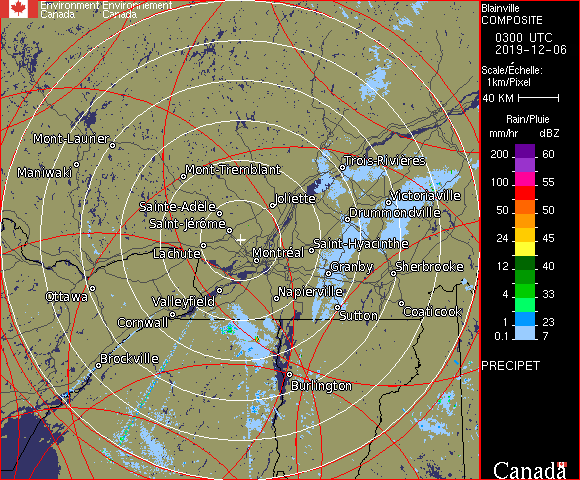 Environment Environnement
Canada Canada
Blainville
COMPOSITE
0300 UTC
2019-12-06
Scale/Échelle:
1km/Pixel
40 KM
Rain/Pluie
mm/hr dBZ
200 60
150 57
100 55
50 50
24 45
12 40
4 33
1 23
0.1 7
PRECIPET
Canada
Mont-Laurier
Maniwaki
Mont-Tremblant
Trois-Rivières
Sainte-Adèle
Joliette
Victoriaville
Saint-Jérôme
Drummondville
Lachute
Montréal
Saint-Hyacinthe
Granby
Sherbrooke
Ottawa
Valleyfield
Napierville
Cornwall
Sutton
Coaticook
Brockville
Burlington